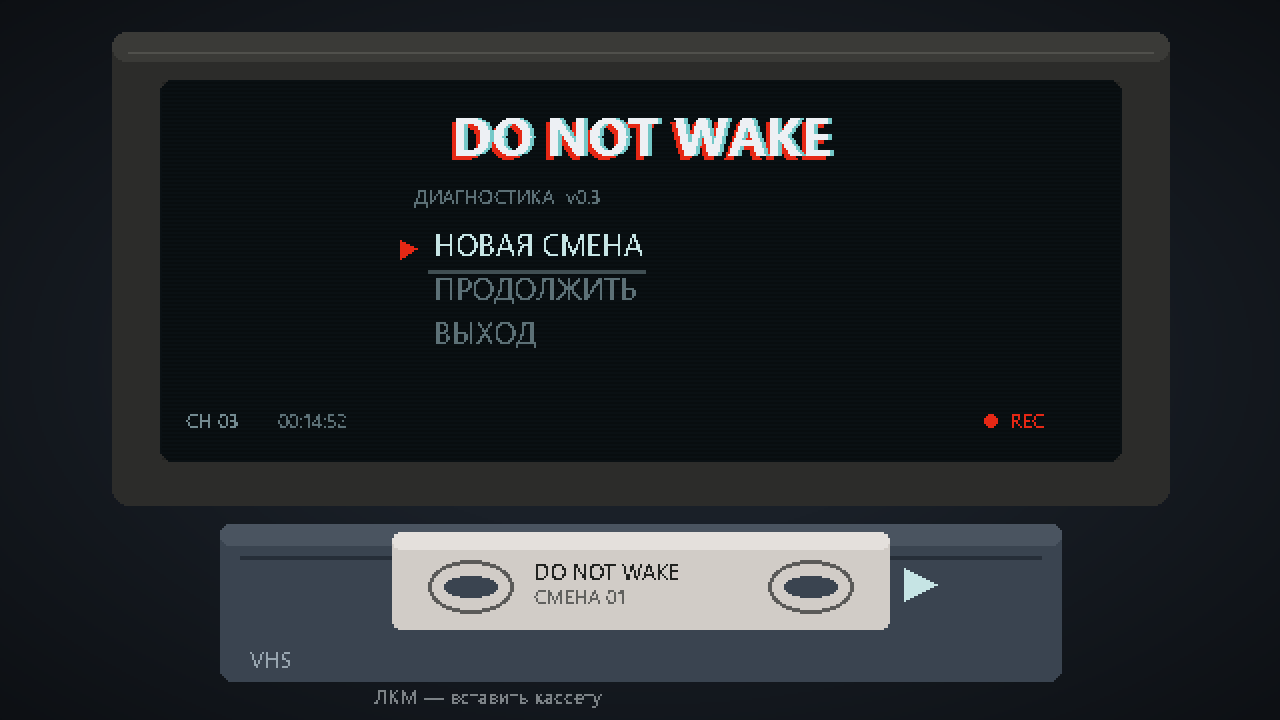 DO NOT WAKE
ДИАГНОСТИКА v0.3
НОВАЯ СМЕНА
ПРОДОЛЖИТЬ
ВЫХОД
CH 03 00:14:52 REC
DO NOT WAKE
СМЕНА 01
VHS
ЛКМ — вставить кассету